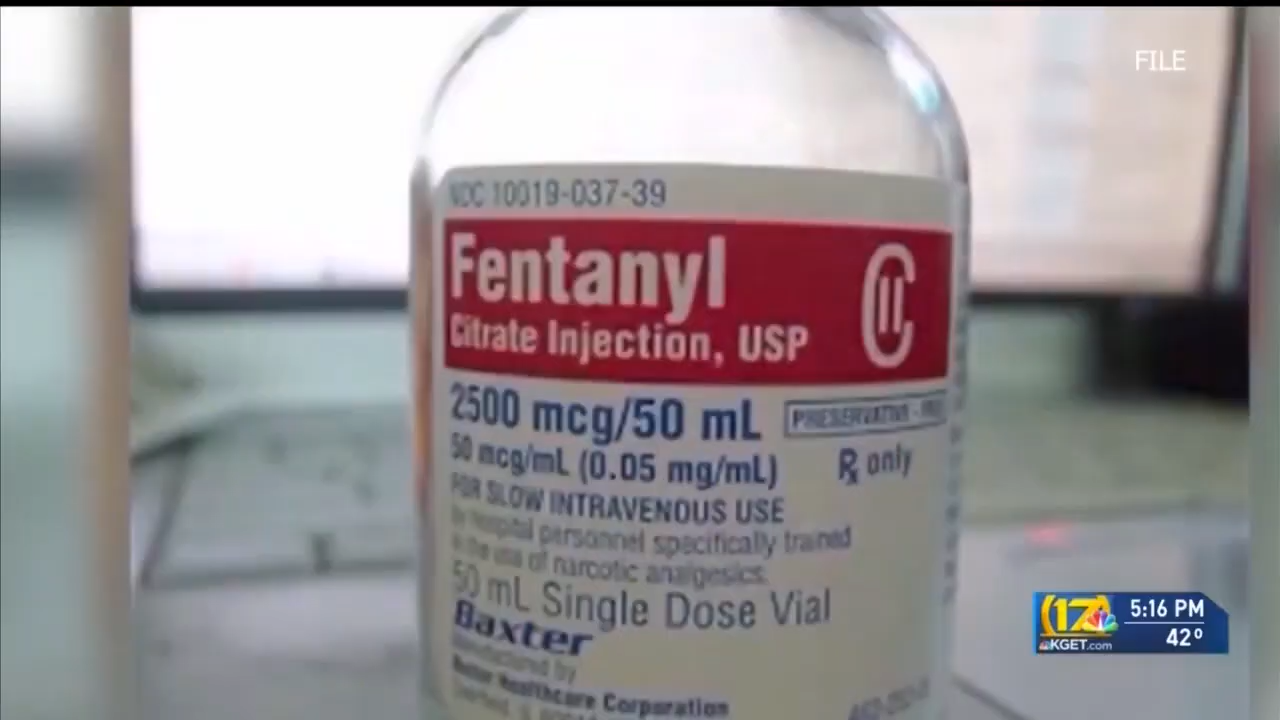 FILE
NDC 10019-037-39
Fentanyl
Citrate Injection, USP
CII
2500 mcg/50 mL
PRESERVATIVE -
50 mcg/mL (0.05 mg/mL)
℞ only
FOR SLOW INTRAVENOUS USE
by hospital personnel specifically trained
in the use of narcotic analgesics.
50 mL Single Dose Vial
Baxter
Manufactured by
Baxter Healthcare Corporation
17
KGET.com
5:16 PM
42°